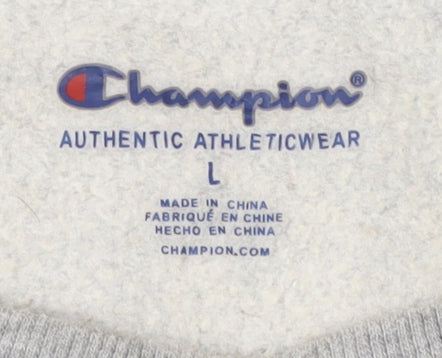 Champion®
AUTHENTIC ATHLETICWEAR
L
MADE IN CHINA
FABRIQUÉ EN CHINE
HECHO EN CHINA
CHAMPION.COM